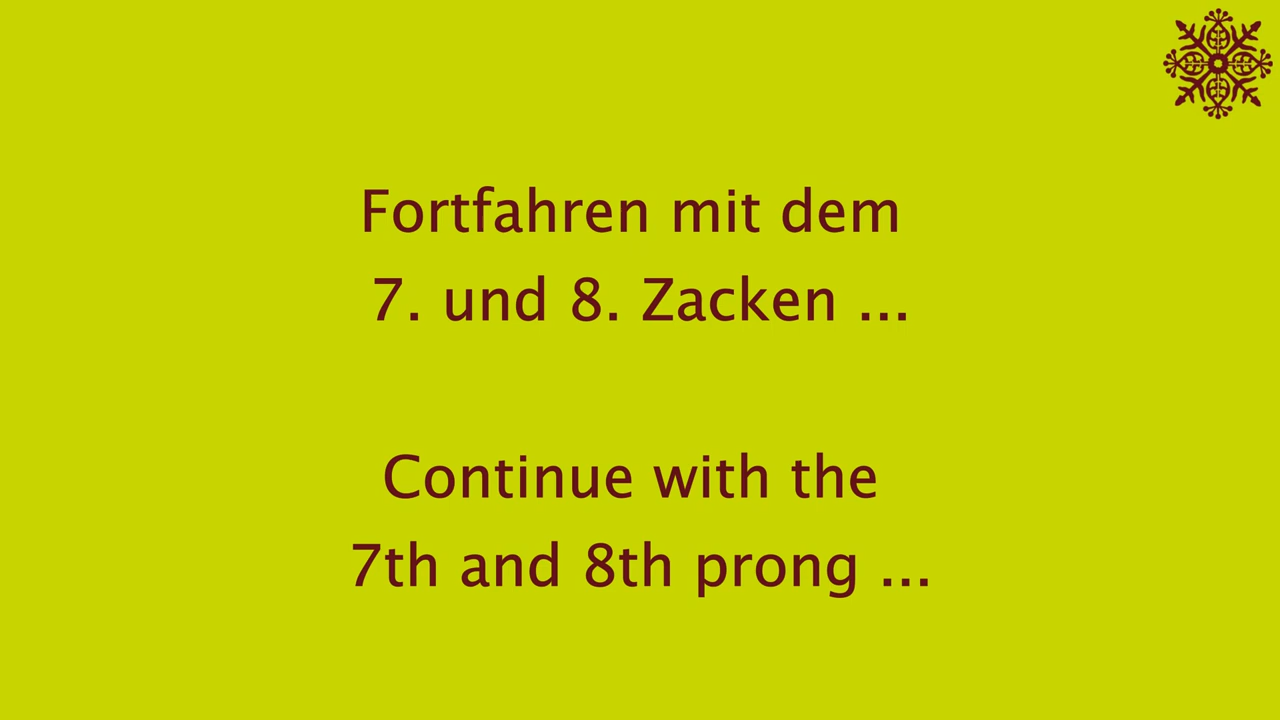 Fortfahren mit dem
7. und 8. Zacken ...
Continue with the
7th and 8th prong ...